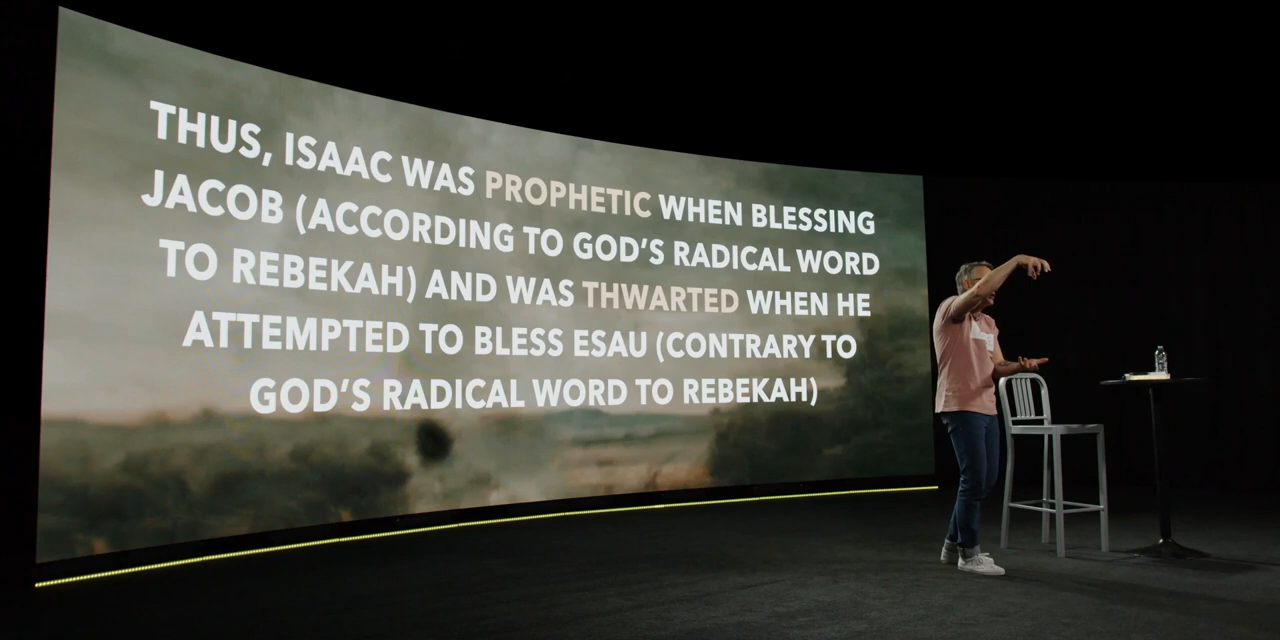 THUS, ISAAC WAS PROPHETIC WHEN BLESSING
JACOB (ACCORDING TO GOD'S RADICAL WORD
TO REBEKAH) AND WAS THWARTED WHEN HE
ATTEMPTED TO BLESS ESAU (CONTRARY TO
GOD'S RADICAL WORD TO REBEKAH)